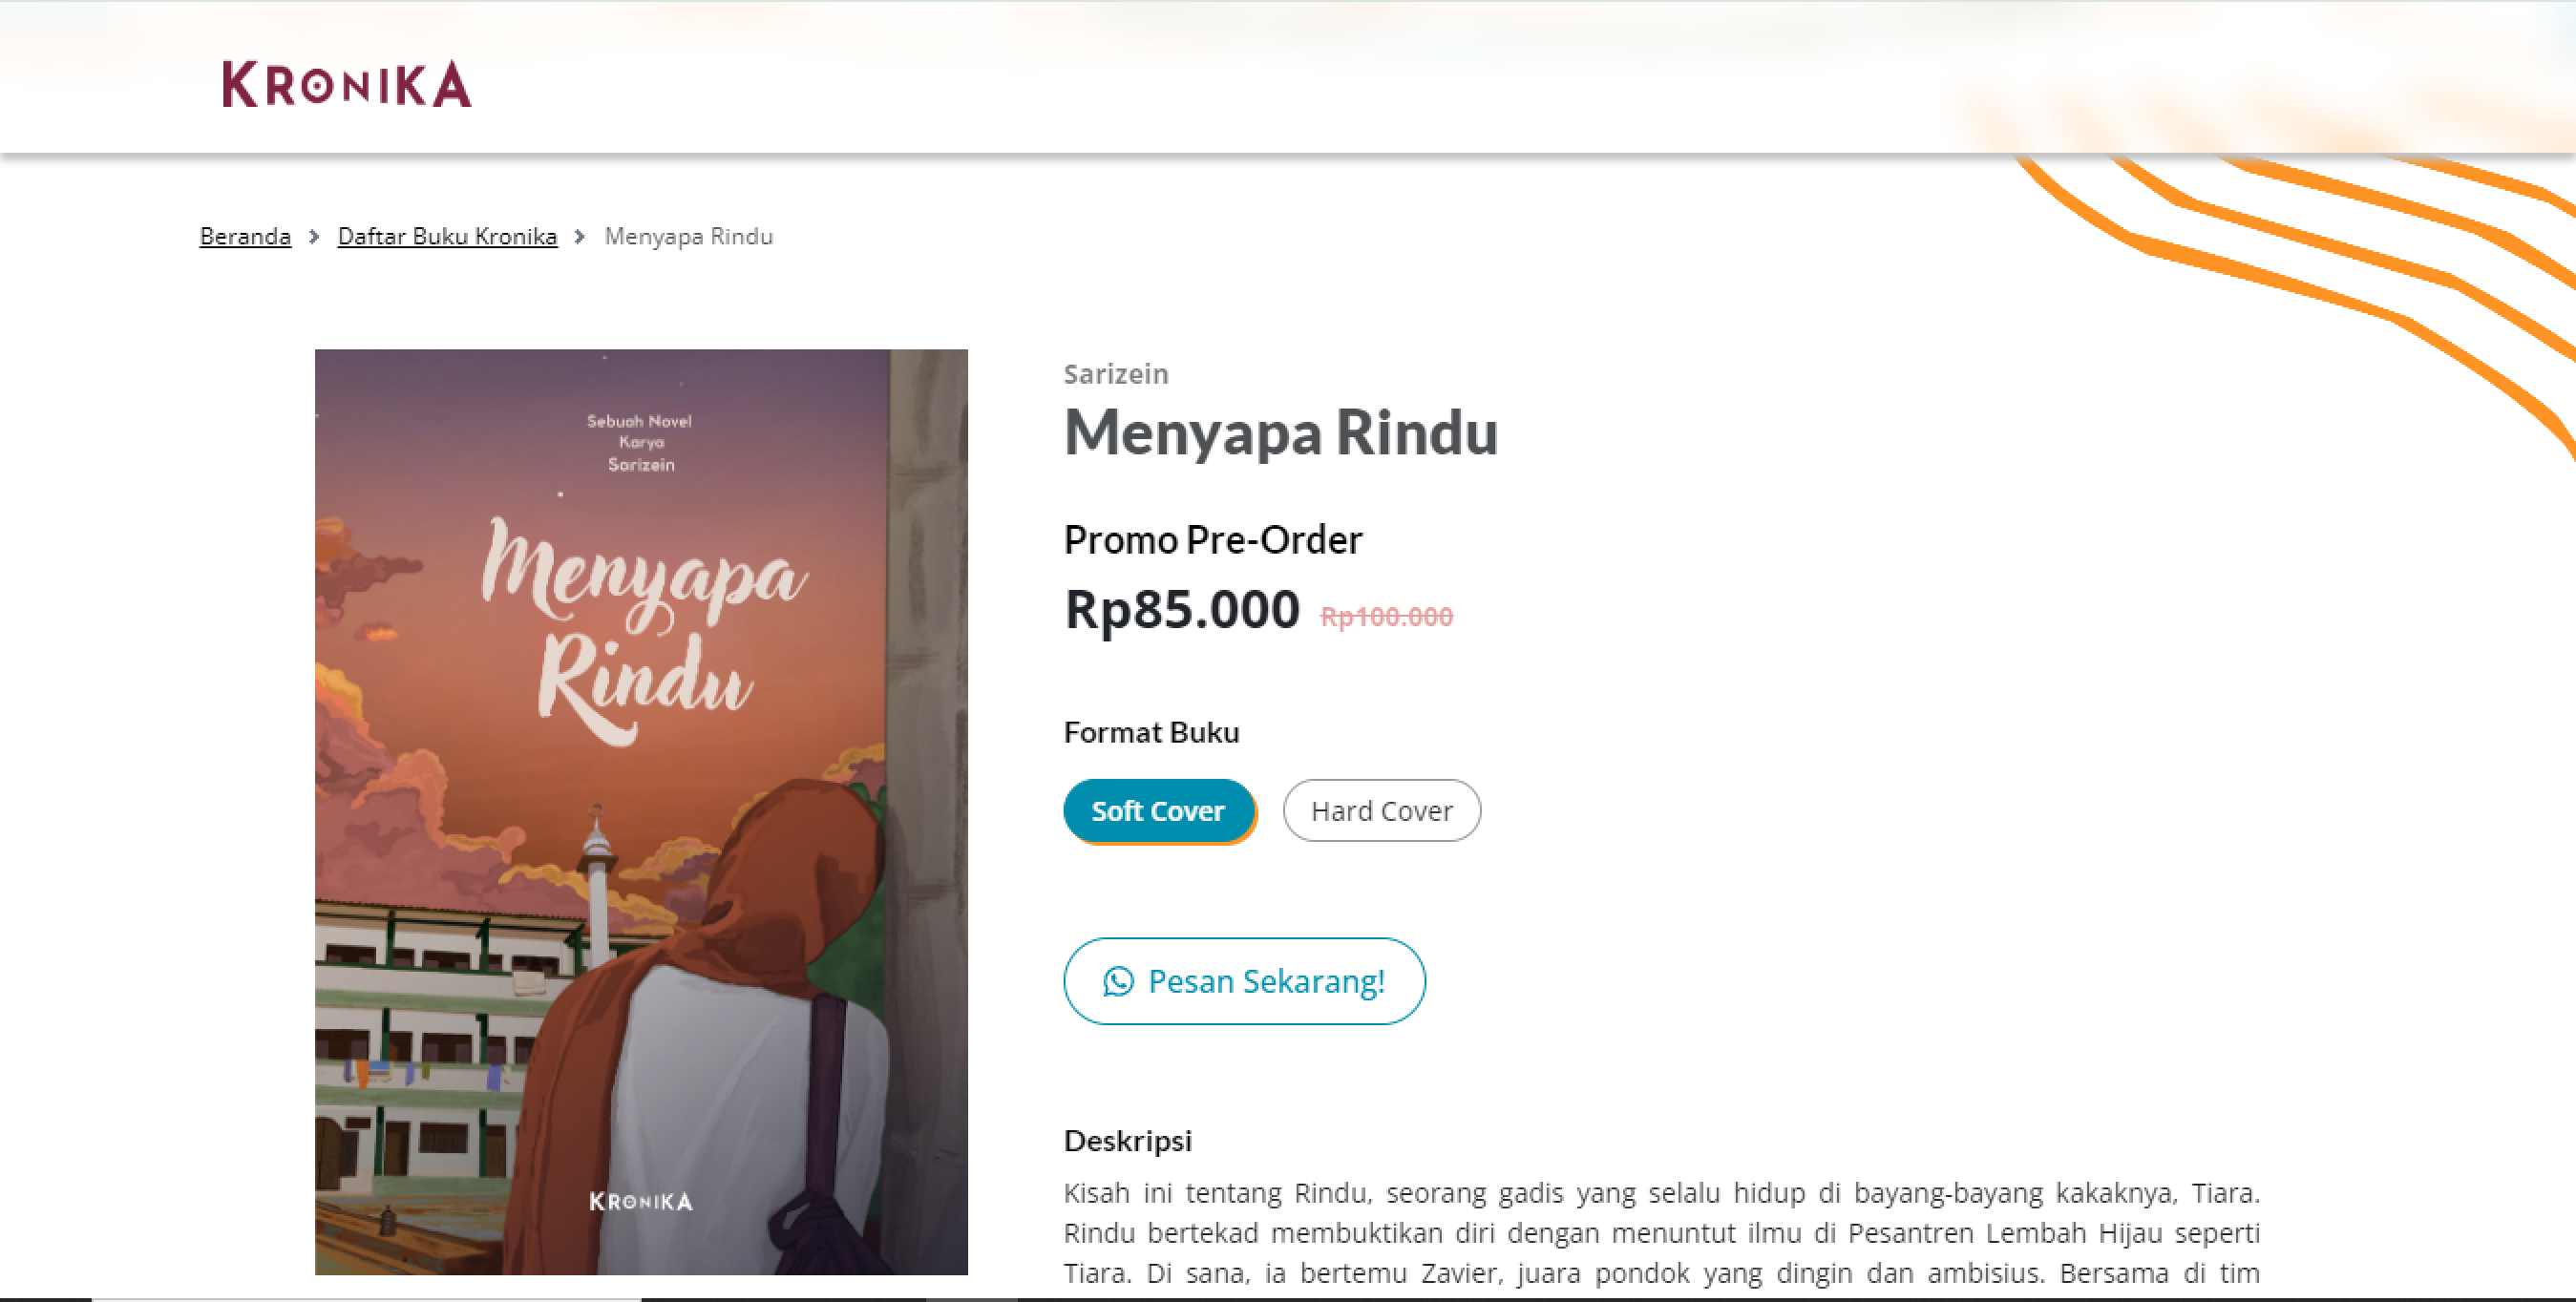 KRONIKA
Beranda > Daftar Buku Kronika > Menyapa Rindu
Sebuah Novel
Karya
Sarizein
Menyapa
Rindu
KRONIKA
Sarizein
Menyapa Rindu
Promo Pre-Order
Rp85.000 Rp100.000
Format Buku
Soft Cover Hard Cover
Pesan Sekarang!
Deskripsi
Kisah ini tentang Rindu, seorang gadis yang selalu hidup di bayang-bayang kakaknya, Tiara.
Rindu bertekad membuktikan diri dengan menuntut ilmu di Pesantren Lembah Hijau seperti
Tiara. Di sana, ia bertemu Zavier, juara pondok yang dingin dan ambisius. Bersama di tim